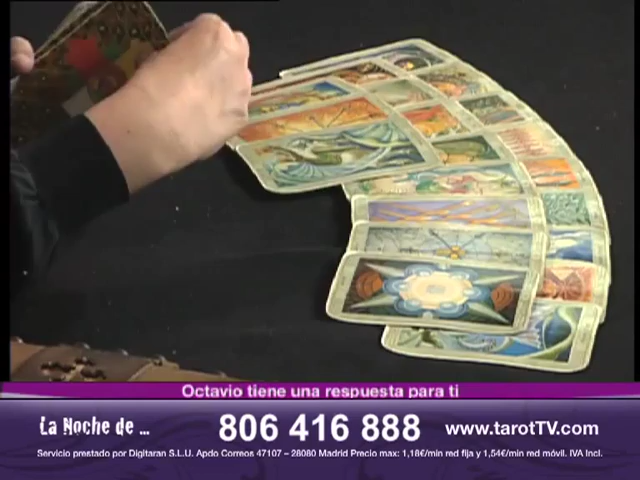 Octavio tiene una respuesta para ti
La Noche de ...
806 416 888
www.tarotTV.com
Servicio prestado por Digitaran S.L.U. Apdo Correos 47107 – 28080 Madrid Precio max: 1,18€/min red fija y 1,54€/min red móvil. IVA Incl.